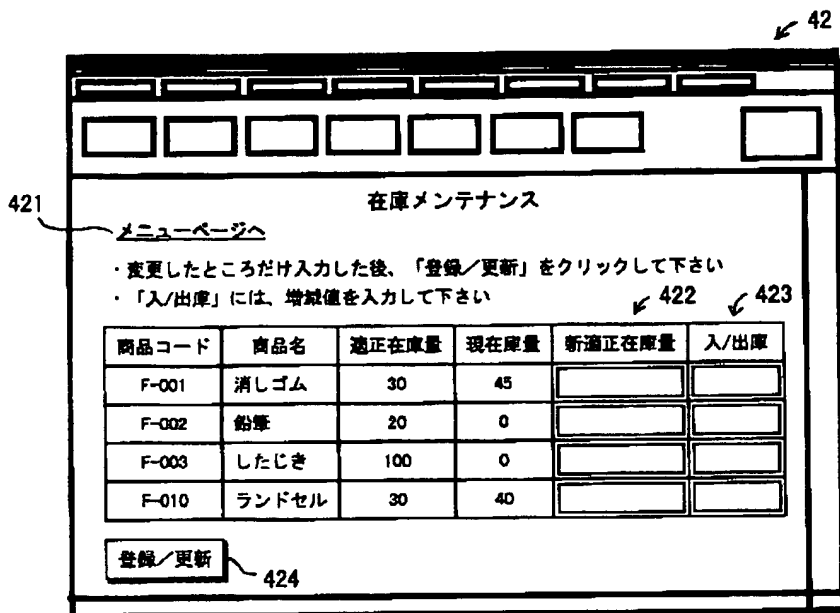 42
在庫メンテナンス
421
メニューページへ
・変更したところだけ入力した後、「登録／更新」をクリックして下さい
・「入/出庫」には、増減値を入力して下さい
422 423
商品コード 商品名 適正在庫量 現在庫量 新適正在庫量 入/出庫
F-001 消しゴム 30 45
F-002 鉛筆 20 0
F-003 したじき 100 0
F-010 ランドセル 30 40
登録／更新
424